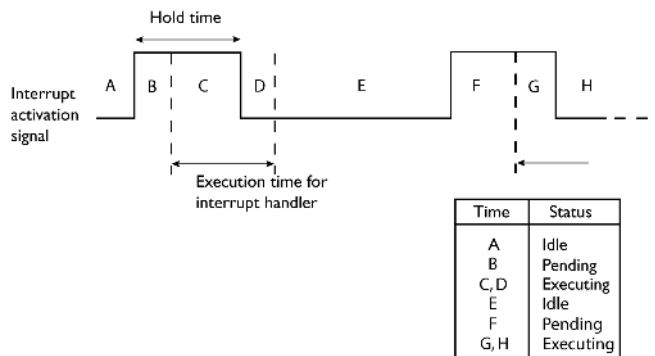 Hold time
A B C D E F G H
Interrupt
activation
signal
Execution time for
interrupt handler
Time Status
A Idle
B Pending
C, D Executing
E Idle
F Pending
G, H Executing